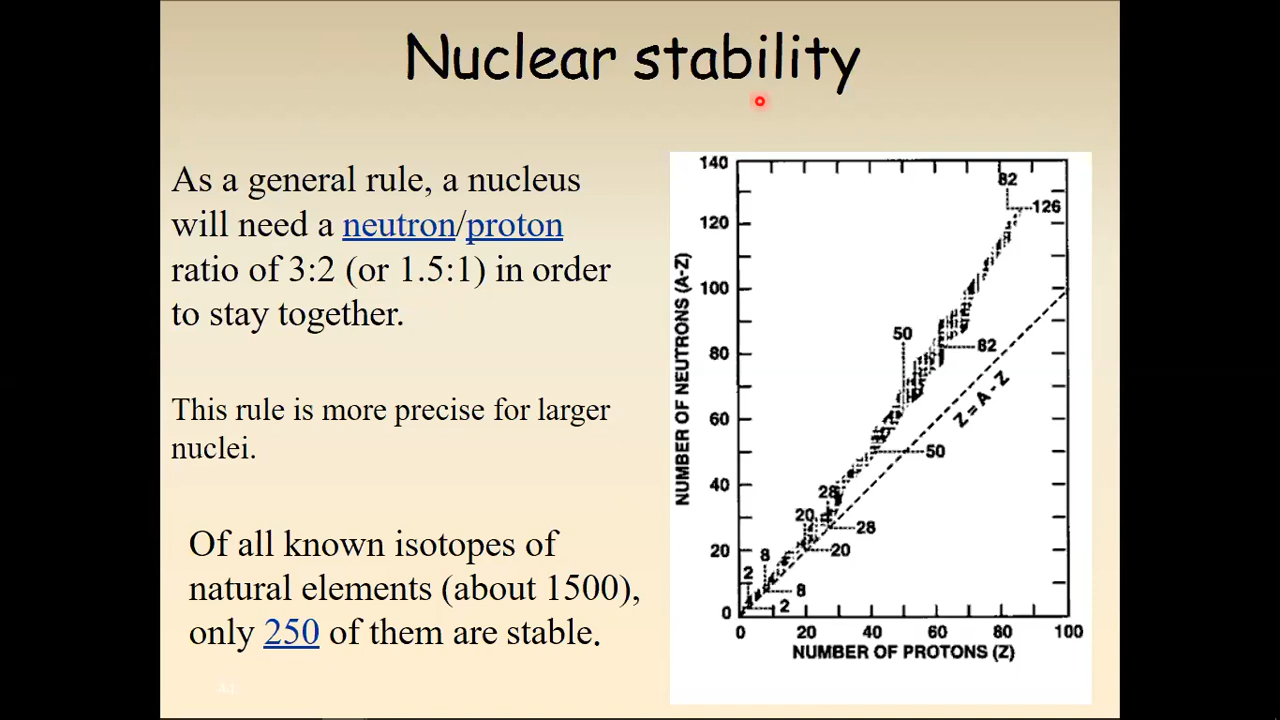 Nuclear stability
As a general rule, a nucleus
will need a neutron/proton
ratio of 3:2 (or 1.5:1) in order
to stay together.
This rule is more precise for larger
nuclei.
Of all known isotopes of
natural elements (about 1500),
only 250 of them are stable.
44
NUMBER OF NEUTRONS (A-Z)
140
120
100
80
60
40
20
0
82
126
50
82
Z = A - Z
50
28
28
20
20
8
8
2
2
0 20 40 60 80 100
NUMBER OF PROTONS (Z)